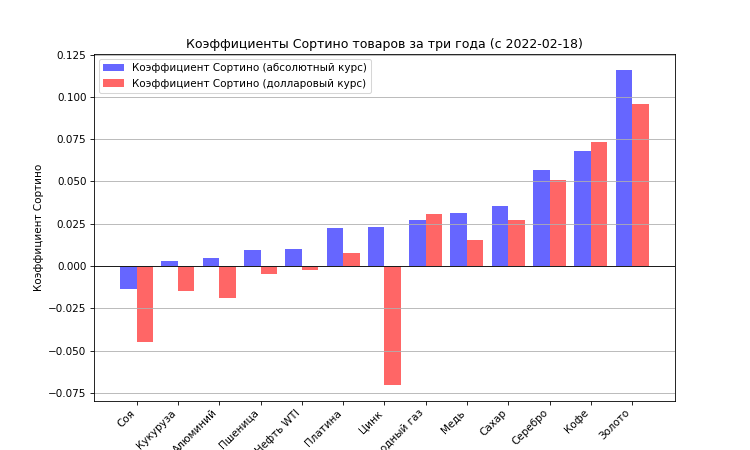 Коэффициенты Сортино товаров за три года (с 2022-02-18)
Коэффициент Сортино (абсолютный курс)
Коэффициент Сортино (долларовый курс)
Коэффициент Сортино
0.125
0.100
0.075
0.050
0.025
0.000
−0.025
−0.050
−0.075
Соя
Кукуруза
Алюминий
Пшеница
Нефть WTI
Платина
Цинк
газ
Медь
Сахар
Серебро
Кофе
Золото